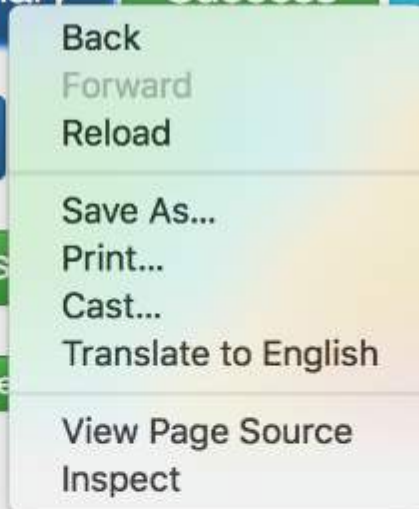 Back
Forward
Reload
Save As...
Print...
Cast...
Translate to English
View Page Source
Inspect